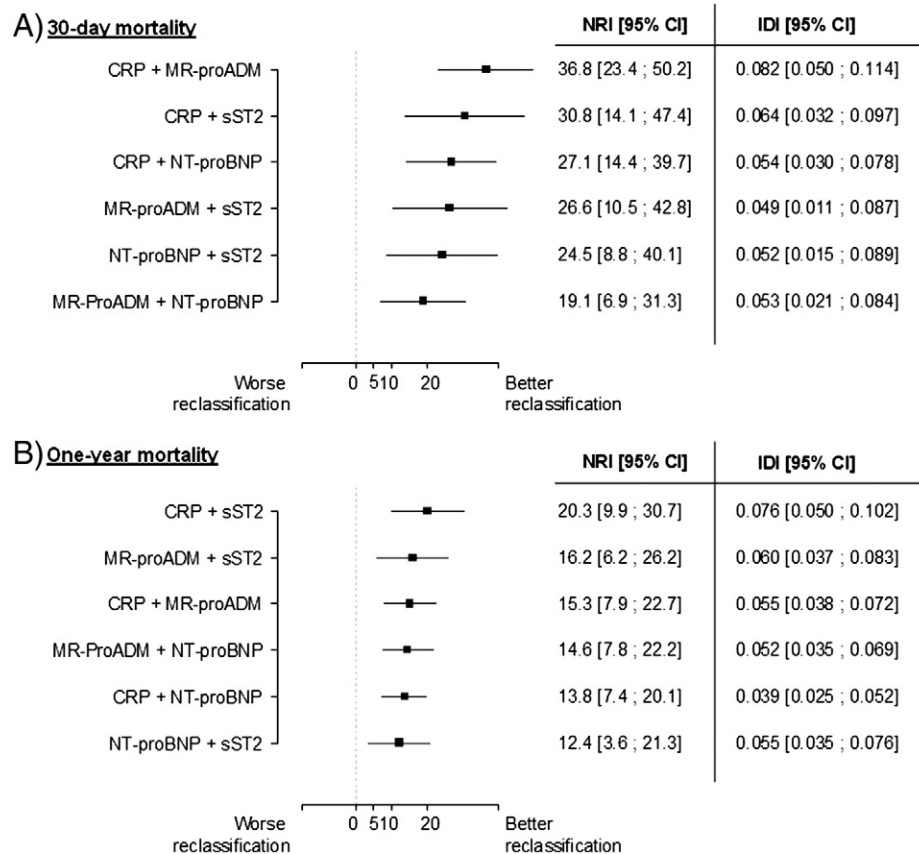 A) 30-day mortality
NRI [95% CI] IDI [95% CI]
CRP + MR-proADM 36.8 [23.4 ; 50.2] 0.082 [0.050 ; 0.114]
CRP + sST2 30.8 [14.1 ; 47.4] 0.064 [0.032 ; 0.097]
CRP + NT-proBNP 27.1 [14.4 ; 39.7] 0.054 [0.030 ; 0.078]
MR-proADM + sST2 26.6 [10.5 ; 42.8] 0.049 [0.011 ; 0.087]
NT-proBNP + sST2 24.5 [8.8 ; 40.1] 0.052 [0.015 ; 0.089]
MR-ProADM + NT-proBNP 19.1 [6.9 ; 31.3] 0.053 [0.021 ; 0.084]
Worse 0 5 10 20 Better
reclassification reclassification
B) One-year mortality
NRI [95% CI] IDI [95% CI]
CRP + sST2 20.3 [9.9 ; 30.7] 0.076 [0.050 ; 0.102]
MR-proADM + sST2 16.2 [6.2 ; 26.2] 0.060 [0.037 ; 0.083]
CRP + MR-proADM 15.3 [7.9 ; 22.7] 0.055 [0.038 ; 0.072]
MR-ProADM + NT-proBNP 14.6 [7.8 ; 22.2] 0.052 [0.035 ; 0.069]
CRP + NT-proBNP 13.8 [7.4 ; 20.1] 0.039 [0.025 ; 0.052]
NT-proBNP + sST2 12.4 [3.6 ; 21.3] 0.055 [0.035 ; 0.076]
Worse 0 5 10 20 Better
reclassification reclassification